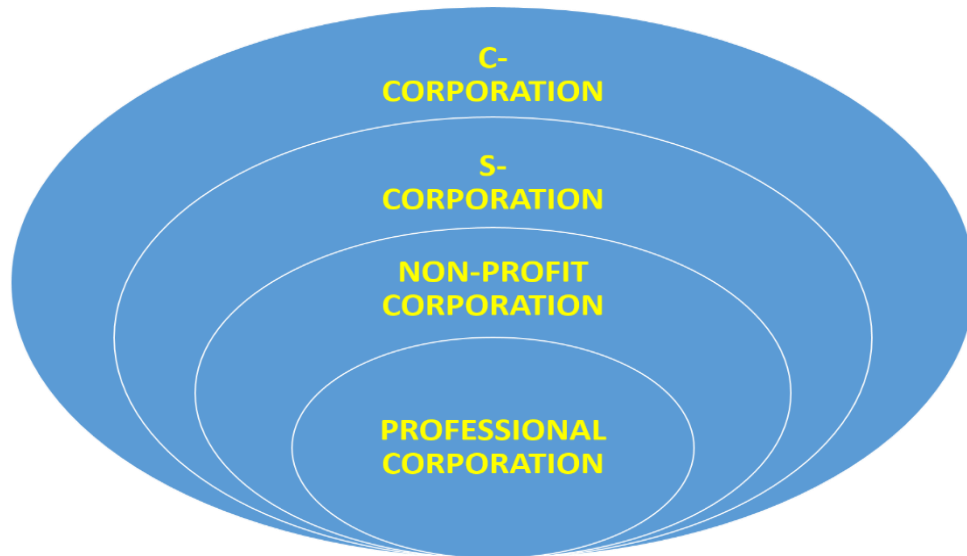 C-
CORPORATION
S-
CORPORATION
NON-PROFIT
CORPORATION
PROFESSIONAL
CORPORATION